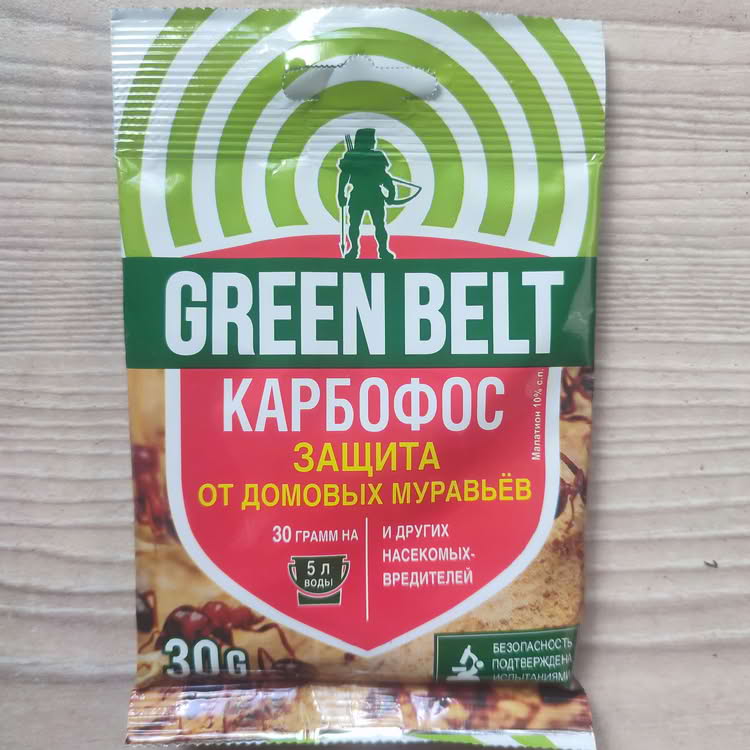 GREEN BELT
КАРБОФОС
Малатион 10% с.п.
ЗАЩИТА
ОТ ДОМОВЫХ МУРАВЬЁВ
30 ГРАММ НА
5 л
ВОДЫ
И ДРУГИХ
НАСЕКОМЫХ-
ВРЕДИТЕЛЕЙ
30G
БЕЗОПАСНОСТЬ
ПОДТВЕРЖДЕНА
ИСПЫТАНИЯМИ